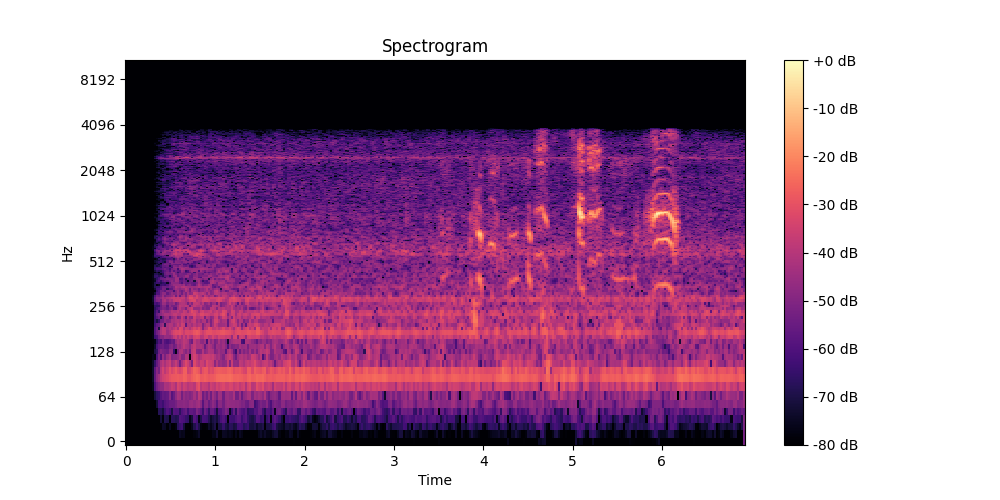 Spectrogram
8192
4096
2048
1024
512
256
128
64
0
Hz
0 1 2 3 4 5 6
Time
+0 dB
-10 dB
-20 dB
-30 dB
-40 dB
-50 dB
-60 dB
-70 dB
-80 dB